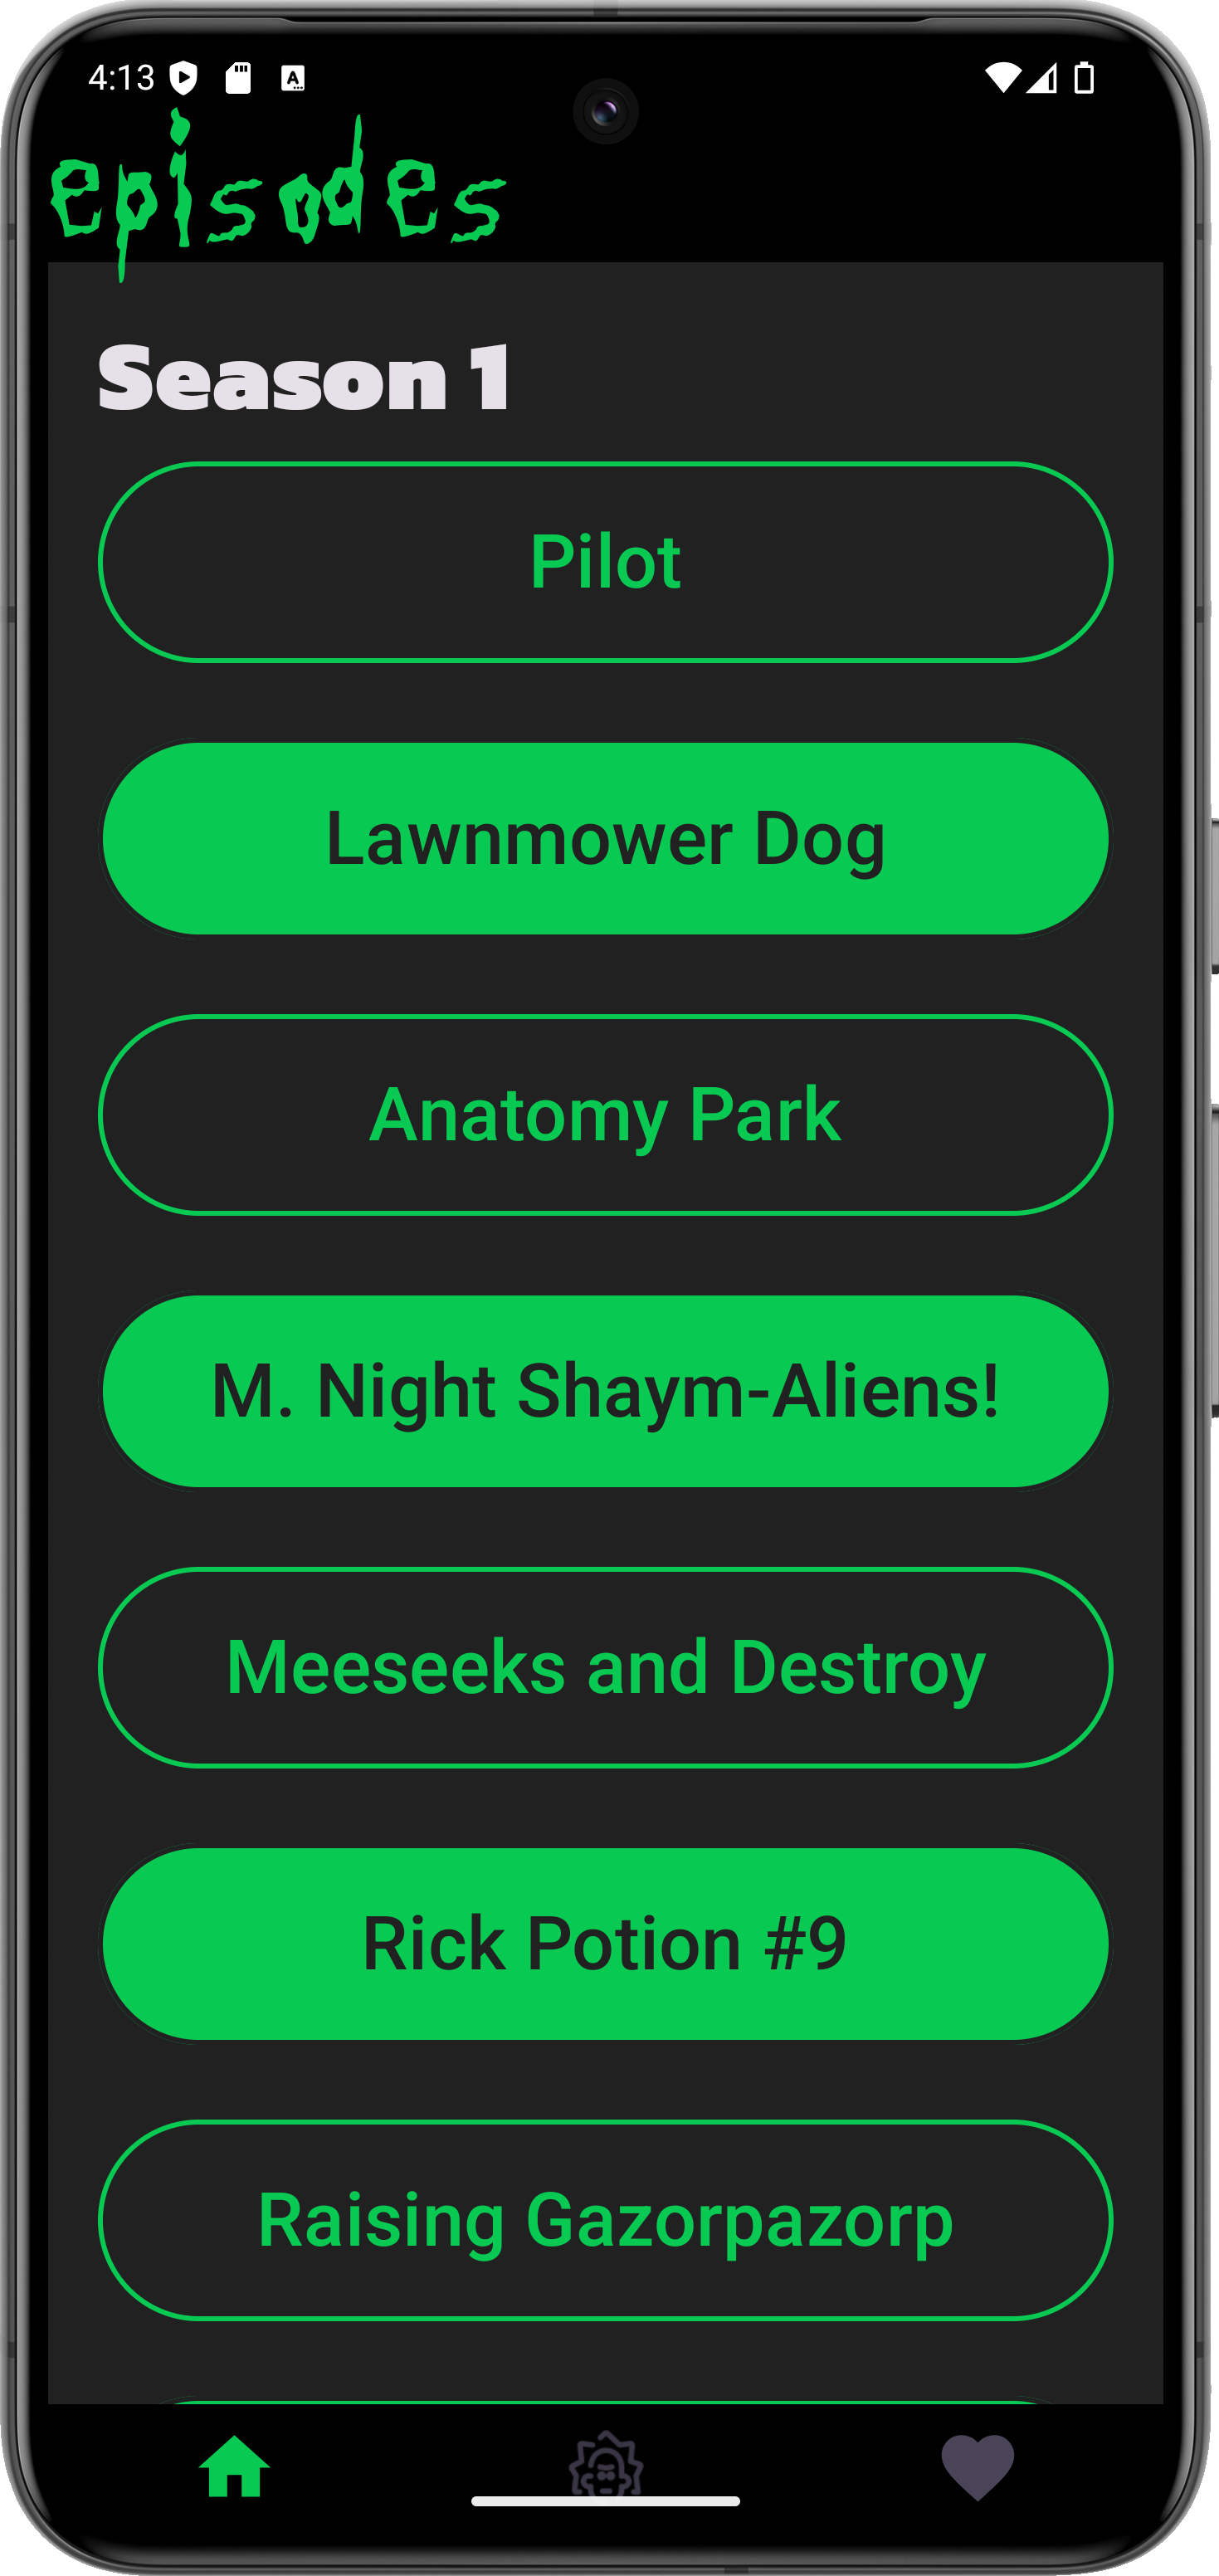 4:13
episodes
Season 1
Pilot
Lawnmower Dog
Anatomy Park
M. Night Shaym-Aliens!
Meeseeks and Destroy
Rick Potion #9
Raising Gazorpazorp